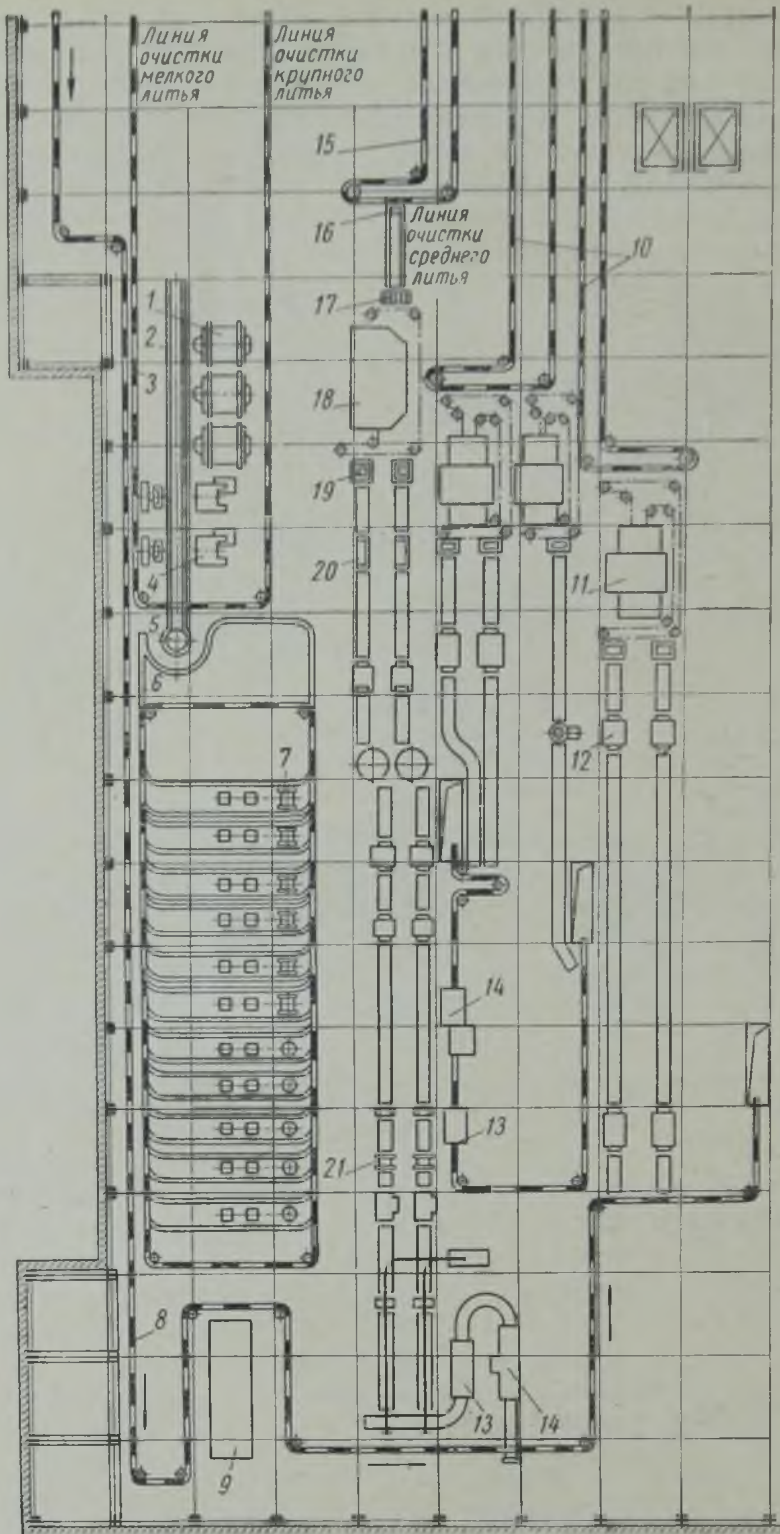 Линия
очистки
мелкого
литья
Линия
очистки
крупного
литья
15
16
Линия
очистки
среднего
литья
10
17
1
2
3
18
19
4
20
11
5
6
7
12
14
13
21
8
13
14
9